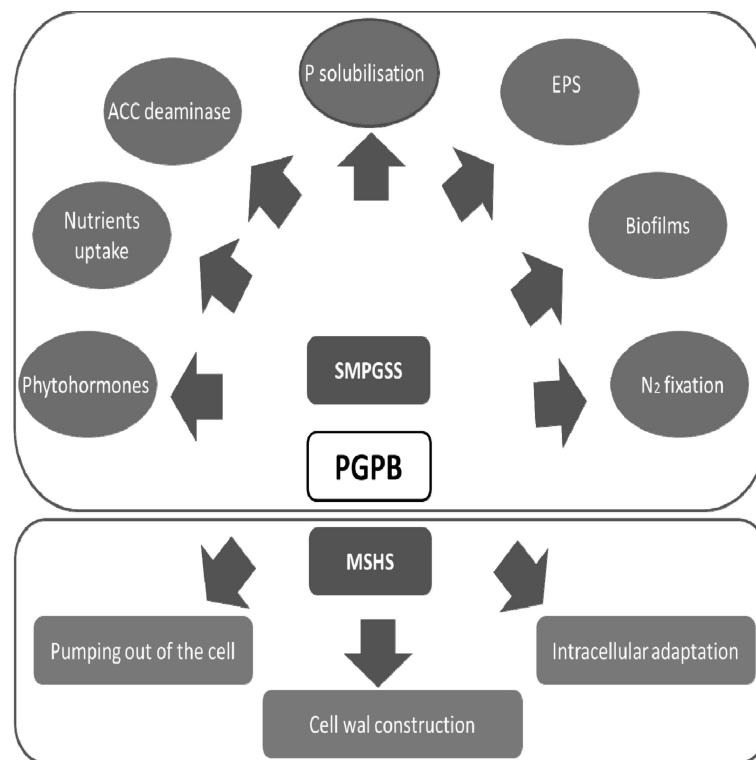 P solubilisation
EPS
ACC deaminase
Nutrients
uptake
Biofilms
Phytohormones
SMPGSS
N₂ fixation
PGPB
MSHS
Pumping out of the cell
Intracellular adaptation
Cell wal construction